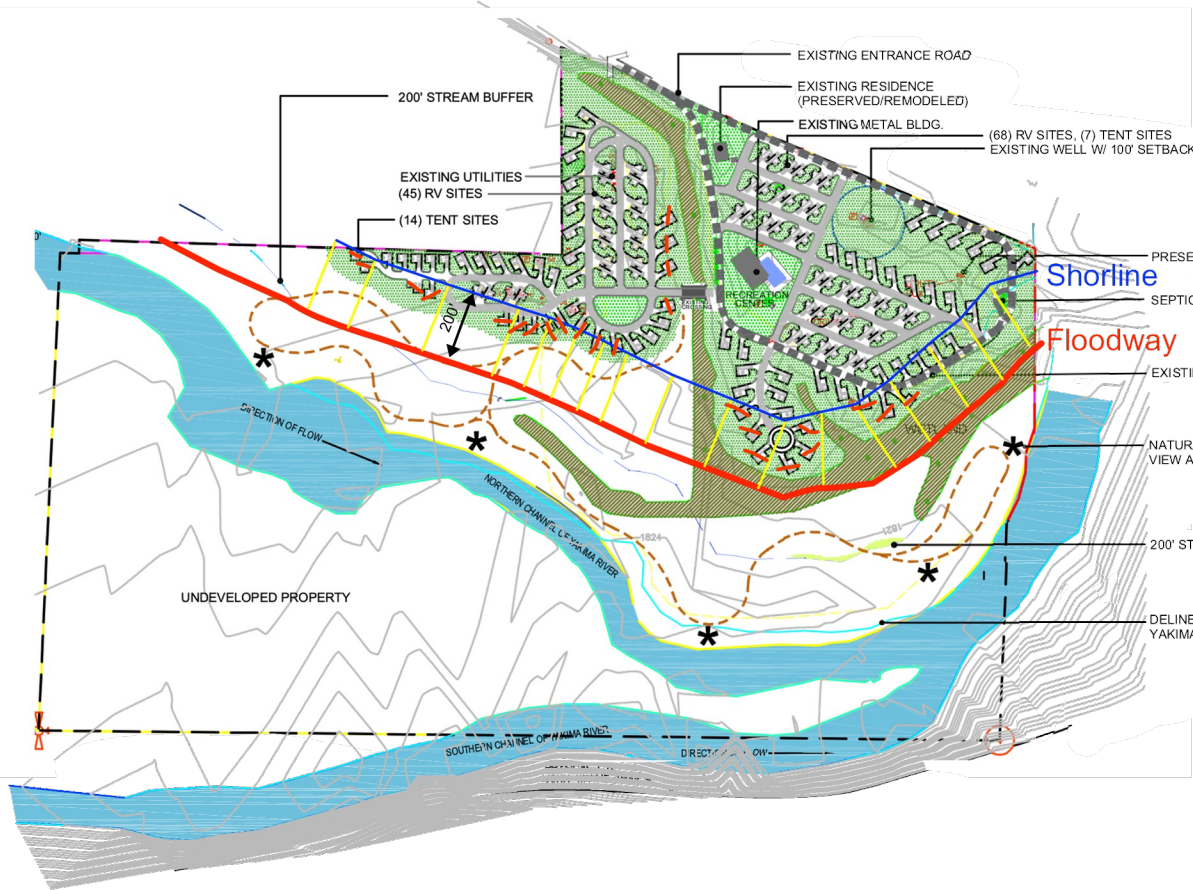 EXISTING ENTRANCE ROAD
200' STREAM BUFFER
EXISTING RESIDENCE
(PRESERVED/REMODELED)
EXISTING METAL BLDG.
(68) RV SITES, (7) TENT SITES
EXISTING WELL W/ 100' SETBACK
EXISTING UTILITIES
(45) RV SITES
(14) TENT SITES
PRESE
Shorline
SEPTIC
RECREATION
CENTER
200'
Floodway
EXISTI
DIRECTION OF FLOW
WETLAND
NATUR
VIEW A
NORTHERN CHANNEL OF YAKIMA RIVER
1824
1821
200' ST
UNDEVELOPED PROPERTY
DELINE
YAKIMA
SOUTHERN CHANNEL OF YAKIMA RIVER